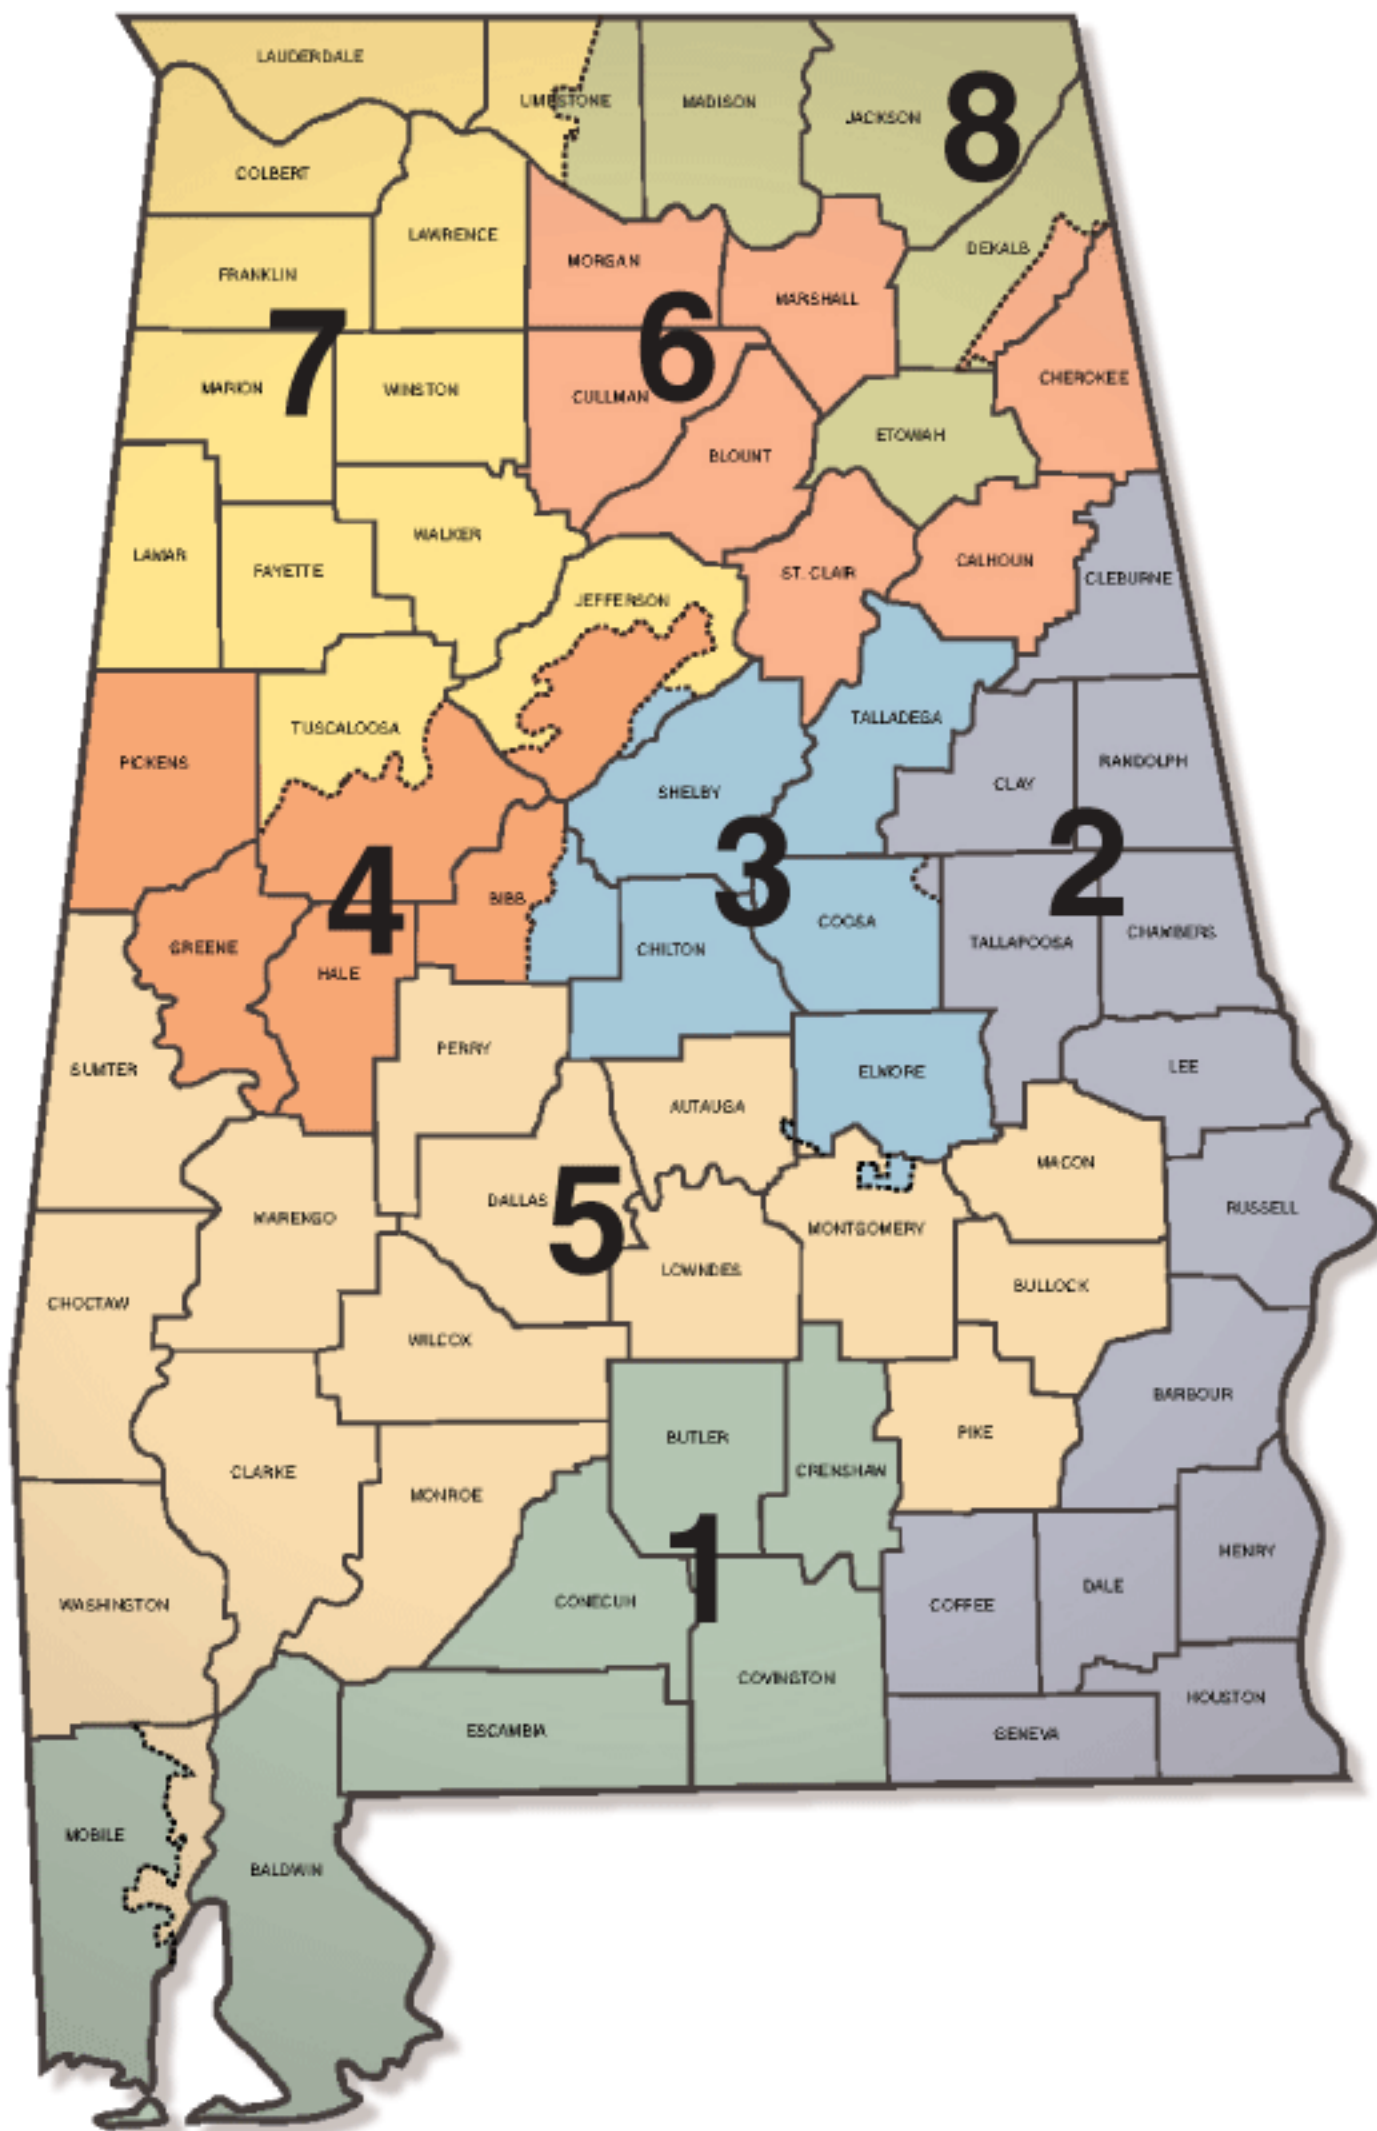 LAUDERDALE
LIMESTONE
MADISON
JACKSON
8
COLBERT
LAWRENCE
FRANKLIN
MORGAN
DEKALB
MARSHALL
7
6
MARION
WINSTON
CULLMAN
CHEROKEE
BLOUNT
ETOWAH
WALKER
LAMAR
FAYETTE
ST. CLAIR
CALHOUN
CLEBURNE
JEFFERSON
TUSCALOOSA
TALLADEGA
PICKENS
SHELBY
CLAY
RANDOLPH
4
3
2
BIBB
GREENE
HALE
CHILTON
COOSA
TALLAPOOSA
CHAMBERS
SUMTER
PERRY
ELMORE
LEE
AUTAUGA
MACON
DALLAS
5
MARENGO
MONTGOMERY
RUSSELL
LOWNDES
BULLOCK
CHOCTAW
WILCOX
BARBOUR
BUTLER
PIKE
CLARKE
CRENSHAW
MONROE
1
WASHINGTON
CONECUH
COFFEE
DALE
HENRY
COVINGTON
HOUSTON
ESCAMBIA
GENEVA
MOBILE
BALDWIN